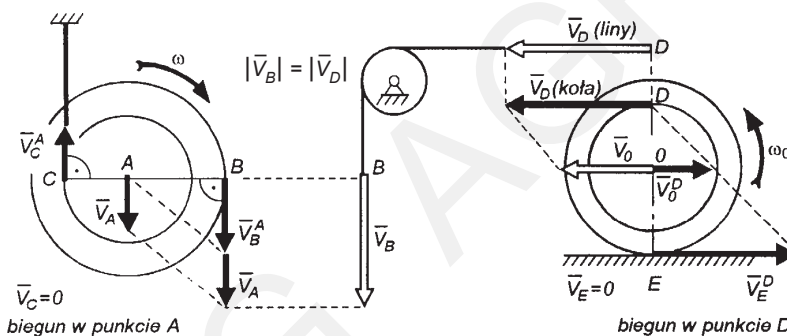 ω
V̄_C^A
C
A
B
V̄_A
V̄_B^A
V̄_A
V̄_C=0
biegun w punkcie A
|V̄_B| = |V̄_D|
B
V̄_B
V̄_D (liny)
D
V̄_D (koła)
D
V̄_0
0
V̄_0^D
ω_0
V̄_E=0
E
V̄_E^D
biegun w punkcie D
AG